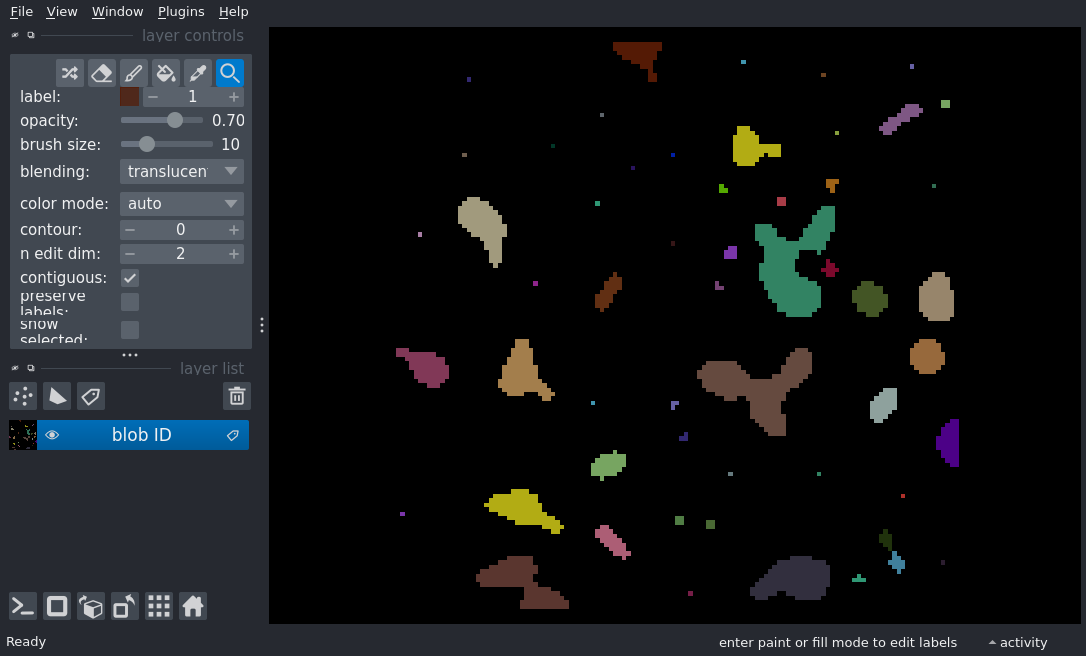 File View Window Plugins Help
layer controls
label: 1
opacity: 0.70
brush size: 10
blending: translucen
color mode: auto
contour: 0
n edit dim: 2
contiguous:
preserve
labels:
show
selected:
layer list
blob ID
Ready
enter paint or fill mode to edit labels
activity